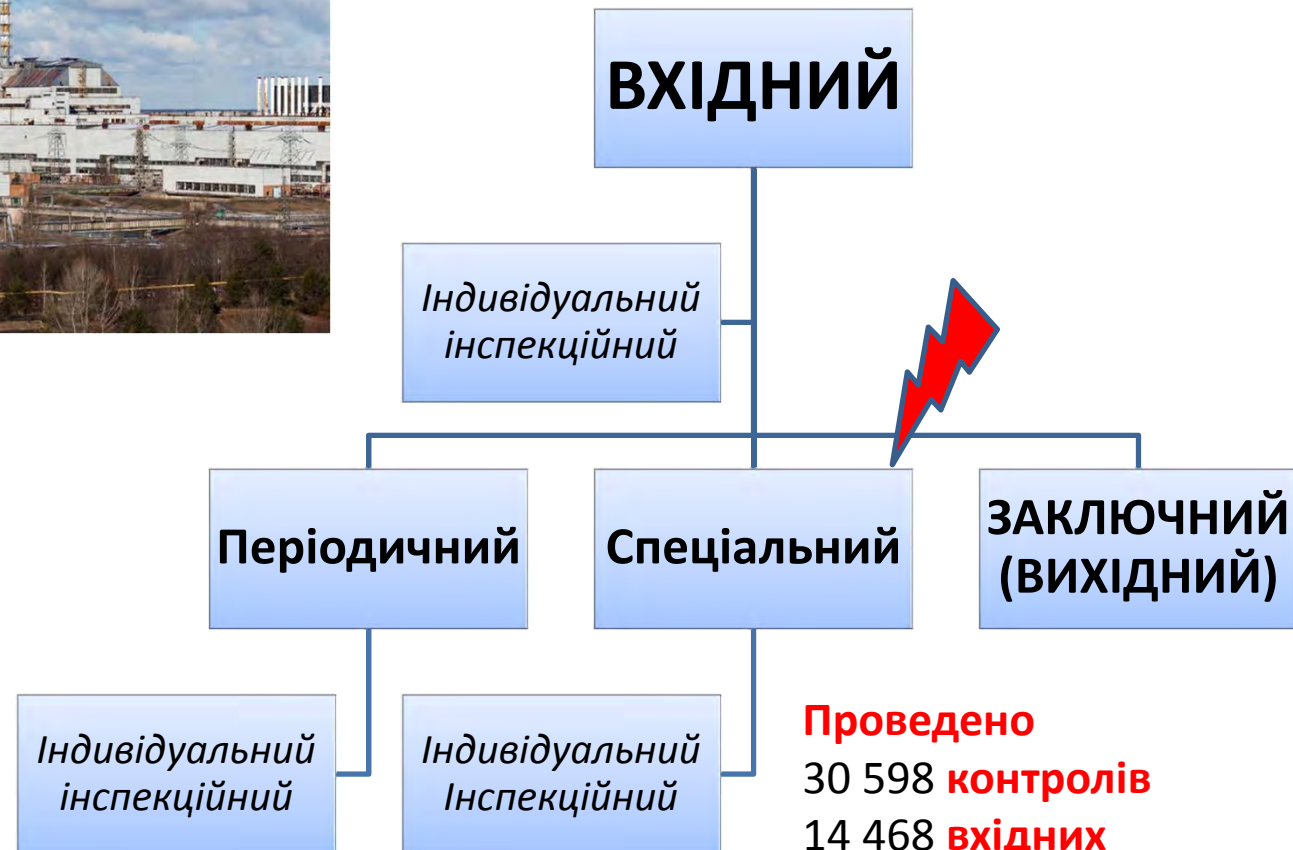 ВХІДНИЙ
Індивідуальний
інспекційний
Періодичний
Спеціальний
ЗАКЛЮЧНИЙ
(ВИХІДНИЙ)
Індивідуальний
інспекційний
Індивідуальний
Інспекційний
Проведено
30 598 контролів
14 468 вхідних